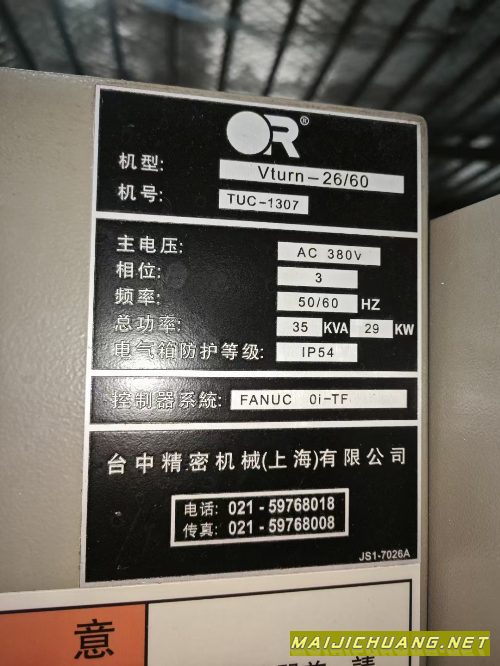 OR®
机型: Vturn-26/60
机号: TUC-1307
主电压: AC 380V
相位: 3
频率: 50/60 HZ
总功率: 35 KVA 29 KW
电气箱防护等级: IP54
控制器系統: FANUC 0i-TF
台中精密机械(上海)有限公司
电话: 021-59768018
传真: 021-59768008
JS1-7026A
意
MAIJICHUANG.NET